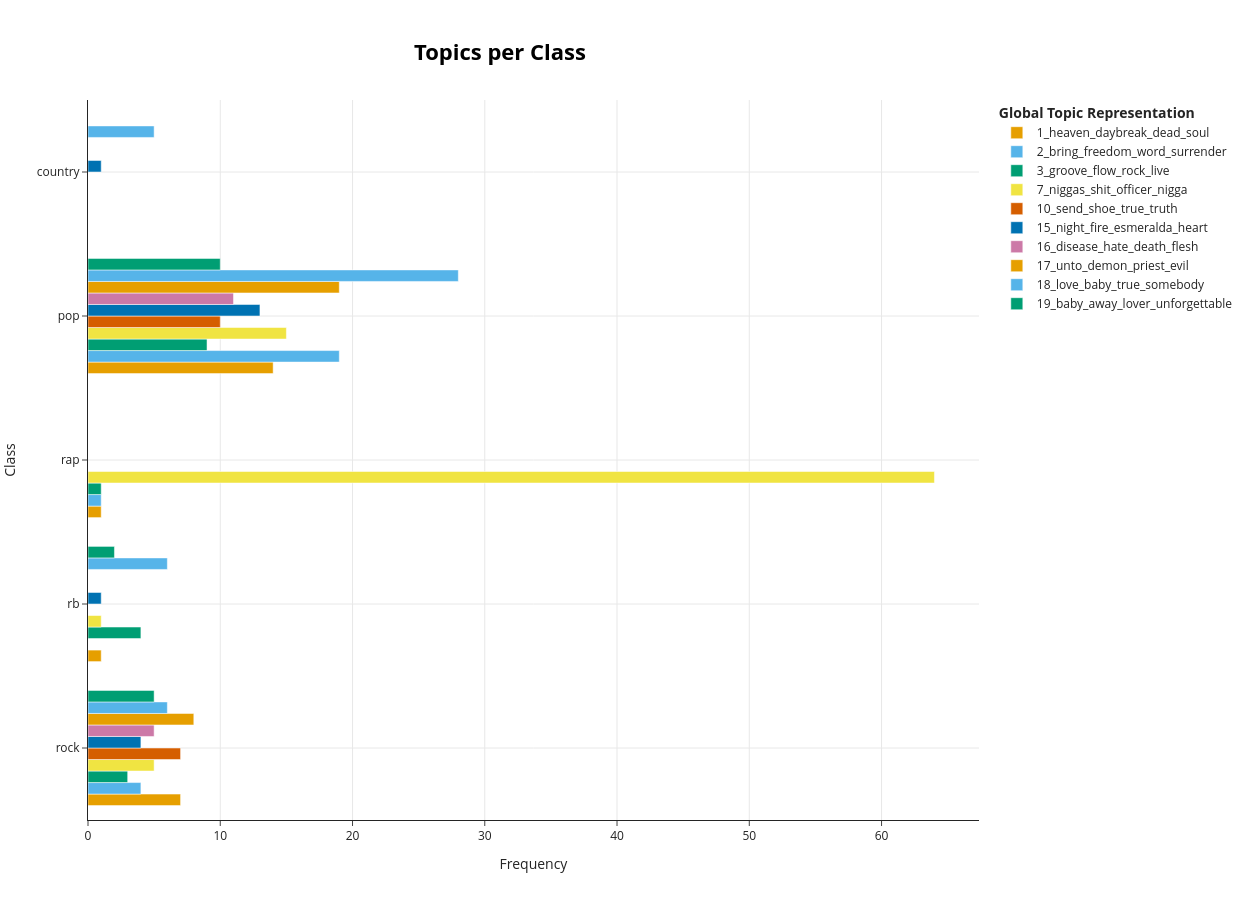 Topics per Class
Global Topic Representation
1_heaven_daybreak_dead_soul
2_bring_freedom_word_surrender
3_groove_flow_rock_live
7_niggas_shit_officer_nigga
10_send_shoe_true_truth
15_night_fire_esmeralda_heart
16_disease_hate_death_flesh
17_unto_demon_priest_evil
18_love_baby_true_somebody
19_baby_away_lover_unforgettable
Class
country
pop
rap
rb
rock
0 10 20 30 40 50 60
Frequency